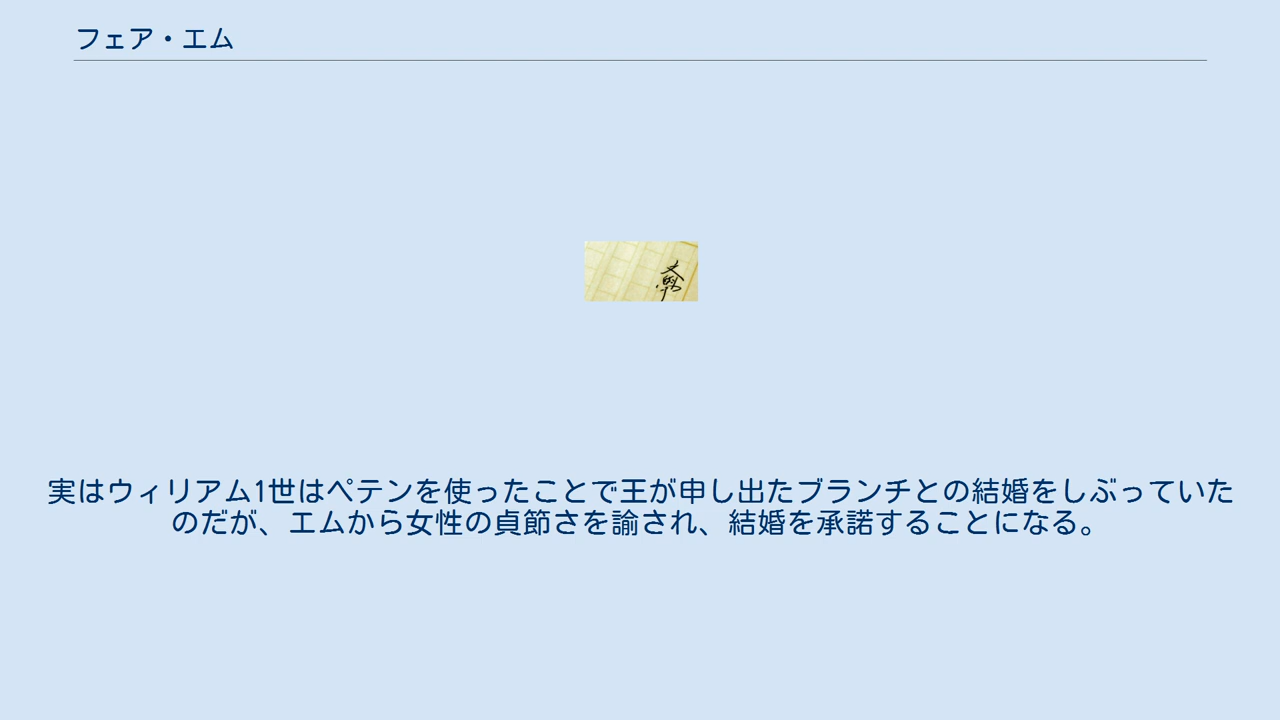 フェア・エム
実はウィリアム1世はペテンを使ったことで王が申し出たブランチとの結婚をしぶっていた
のだが、エムから女性の貞節さを諭され、結婚を承諾することになる。